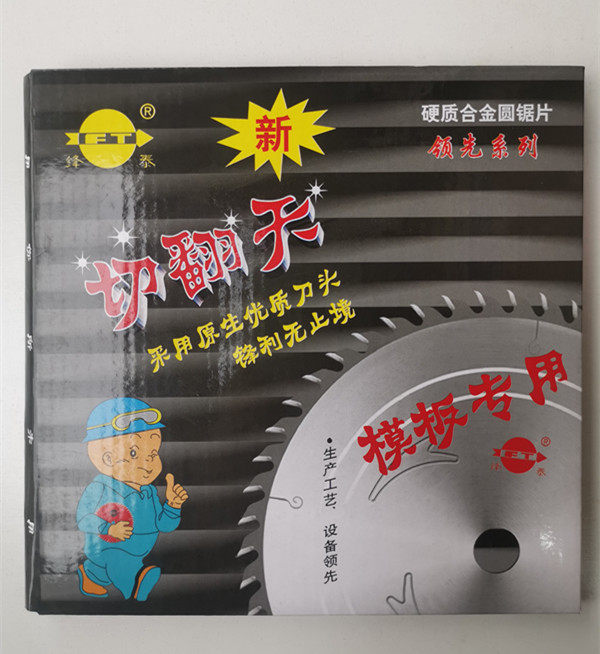 FT®
锋 泰
新
硬质合金圆锯片
领先系列
切翻天
采用原生优质刀头
锋利无止境
模板专用
FT®
锋 泰
•生产工艺、设备领先